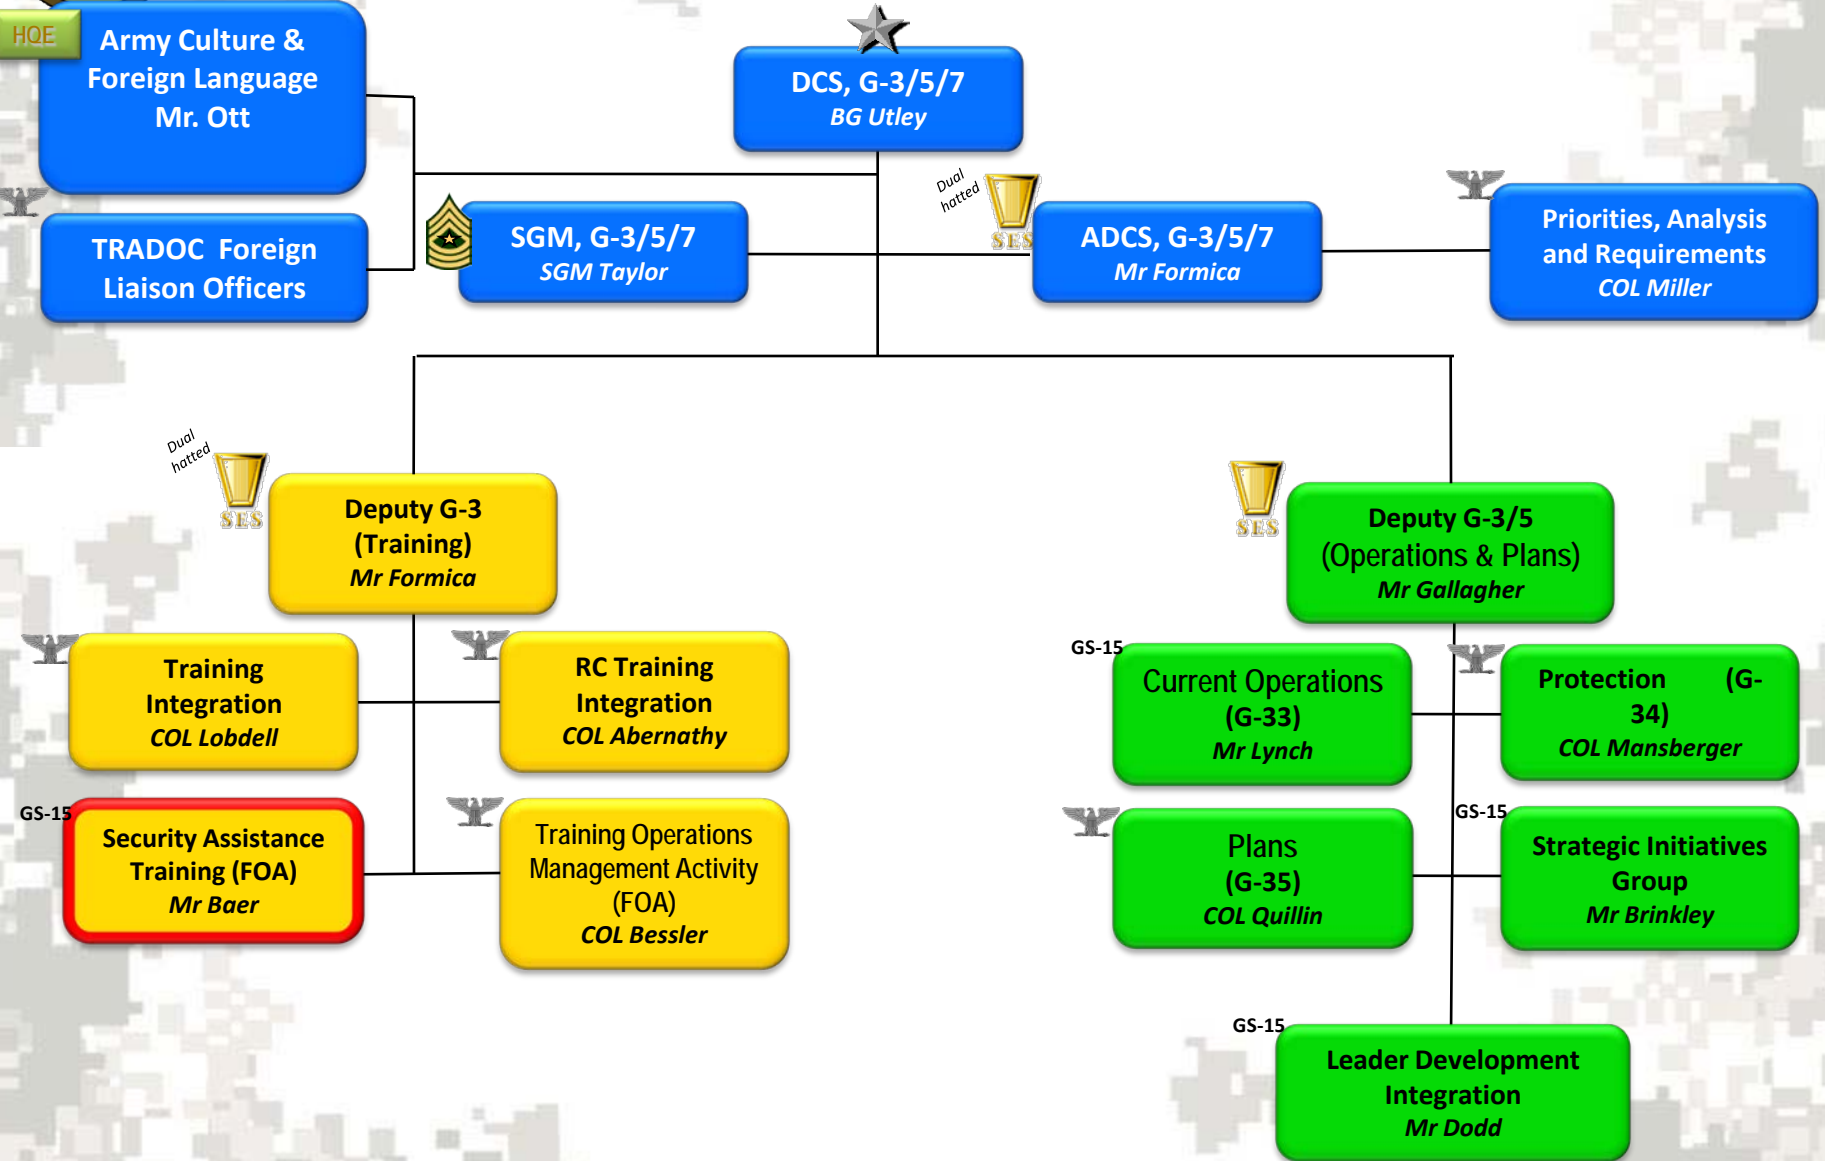 HQE
Army Culture &
Foreign Language
Mr. Ott
DCS, G-3/5/7
BG Utley
TRADOC  Foreign
Liaison Officers
SGM, G-3/5/7
SGM Taylor
Dual
hatted
SES
ADCS, G-3/5/7
Mr Formica
Priorities, Analysis
and Requirements
COL Miller
Dual
hatted
SES
Deputy G-3
(Training)
Mr Formica
SES
Deputy G-3/5
(Operations & Plans)
Mr Gallagher
Training
Integration
COL Lobdell
RC Training
Integration
COL Abernathy
GS-15
Security Assistance
Training (FOA)
Mr Baer
Training Operations
Management Activity
(FOA)
COL Bessler
GS-15
Current Operations
(G-33)
Mr Lynch
Protection (G-
34)
COL Mansberger
Plans
(G-35)
COL Quillin
GS-15
Strategic Initiatives
Group
Mr Brinkley
GS-15
Leader Development
Integration
Mr Dodd